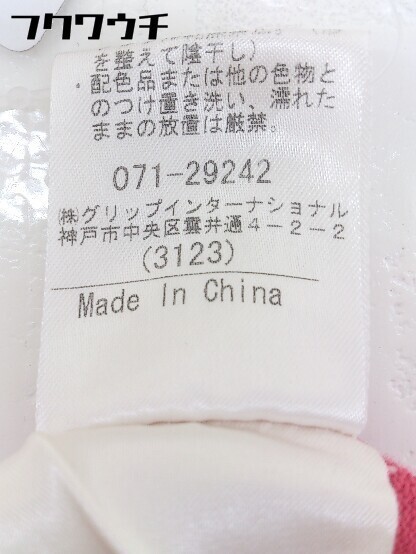 フクワウチ
を整えて陰干し)
・配色品または他の色物と
のつけ置き洗い、濡れた
ままの放置は厳禁。
071-29242
㈱グリップインターナショナル
神戸市中央区雲井通4-2-2
(3123)
Made In China